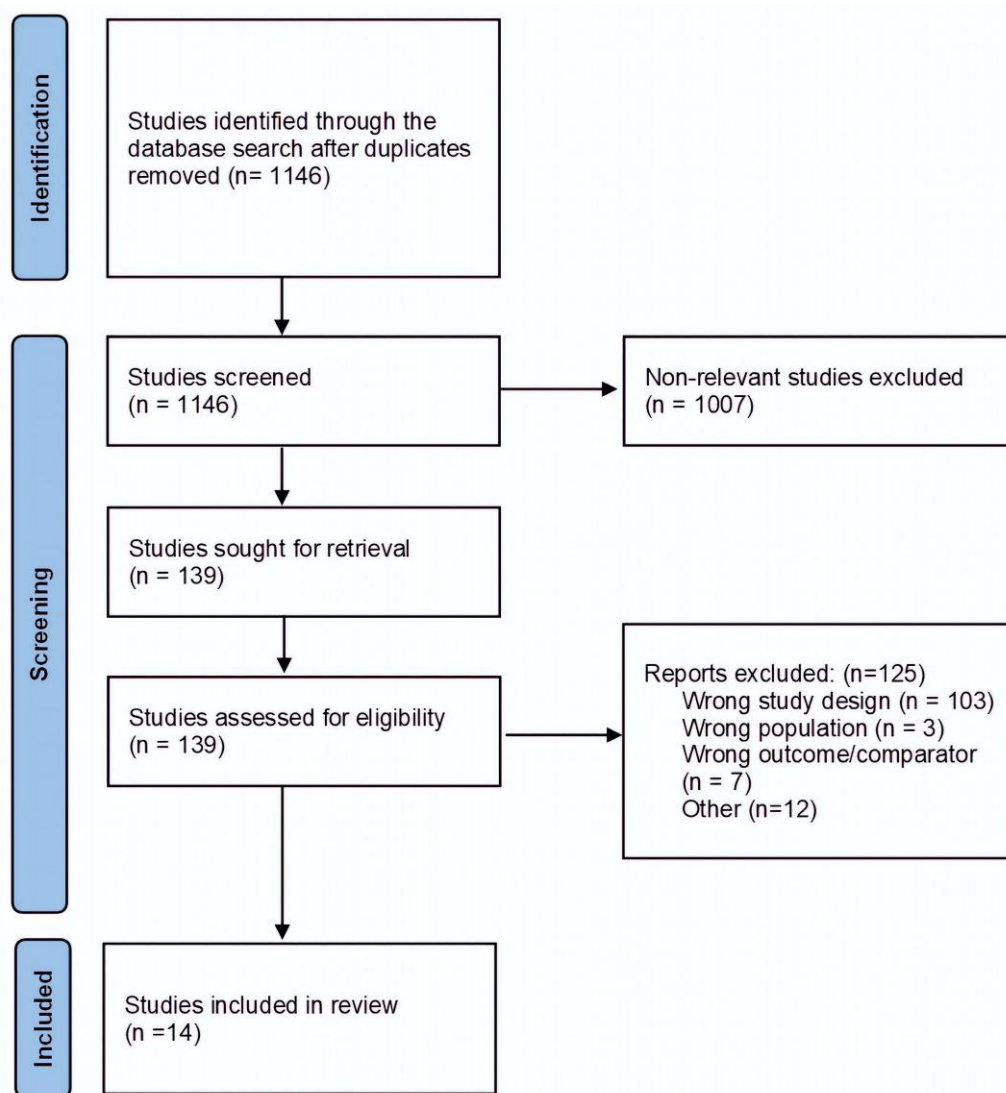 Identification
Studies identified through the
database search after duplicates
removed (n= 1146)
Screening
Studies screened
(n = 1146)
Non-relevant studies excluded
(n = 1007)
Studies sought for retrieval
(n = 139)
Studies assessed for eligibility
(n = 139)
Reports excluded: (n=125)
Wrong study design (n = 103)
Wrong population (n = 3)
Wrong outcome/comparator
(n = 7)
Other (n=12)
Included
Studies included in review
(n =14)